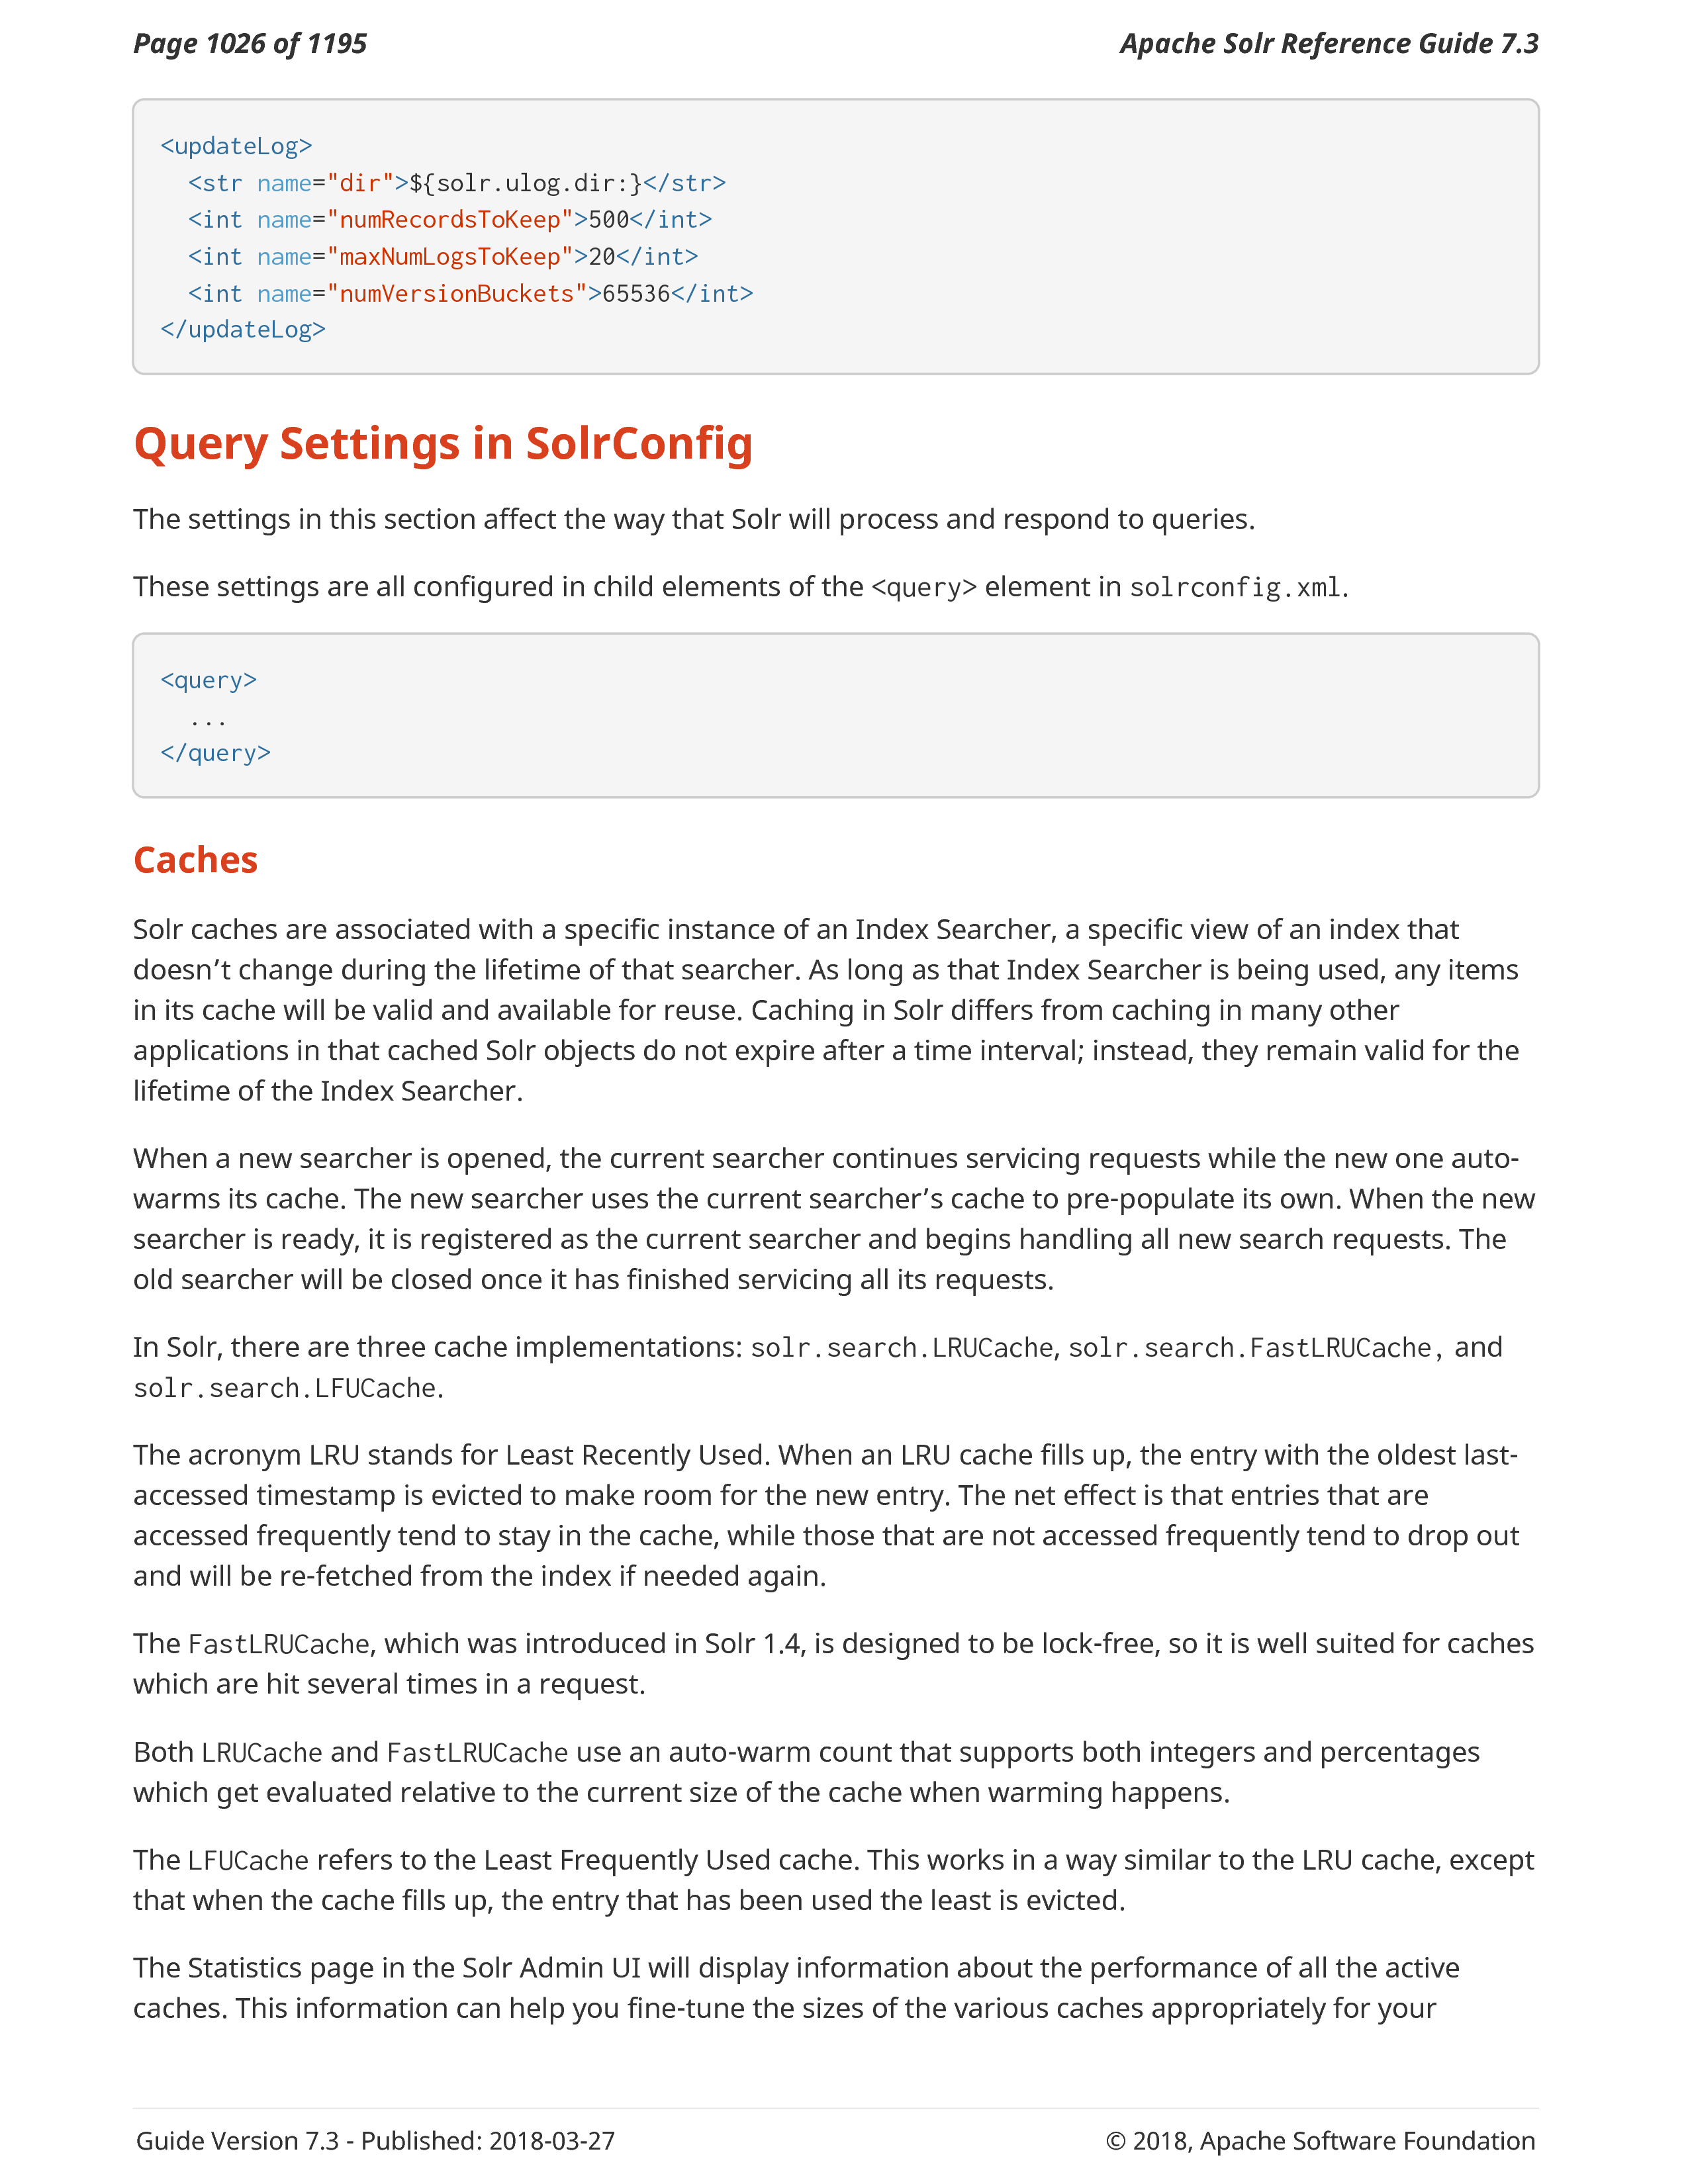 Page 1026 of 1195
Apache Solr Reference Guide 7.3
<updateLog>
  <str name="dir">${solr.ulog.dir:}</str>
  <int name="numRecordsToKeep">500</int>
  <int name="maxNumLogsToKeep">20</int>
  <int name="numVersionBuckets">65536</int>
</updateLog>
Query Settings in SolrConfig
The settings in this section affect the way that Solr will process and respond to queries.
These settings are all configured in child elements of the <query> element in solrconfig.xml.
<query>
  ...
</query>
Caches
Solr caches are associated with a specific instance of an Index Searcher, a specific view of an index that
doesn’t change during the lifetime of that searcher. As long as that Index Searcher is being used, any items
in its cache will be valid and available for reuse. Caching in Solr differs from caching in many other
applications in that cached Solr objects do not expire after a time interval; instead, they remain valid for the
lifetime of the Index Searcher.
When a new searcher is opened, the current searcher continues servicing requests while the new one auto-
warms its cache. The new searcher uses the current searcher’s cache to pre-populate its own. When the new
searcher is ready, it is registered as the current searcher and begins handling all new search requests. The
old searcher will be closed once it has finished servicing all its requests.
In Solr, there are three cache implementations: solr.search.LRUCache, solr.search.FastLRUCache, and
solr.search.LFUCache.
The acronym LRU stands for Least Recently Used. When an LRU cache fills up, the entry with the oldest last-
accessed timestamp is evicted to make room for the new entry. The net effect is that entries that are
accessed frequently tend to stay in the cache, while those that are not accessed frequently tend to drop out
and will be re-fetched from the index if needed again.
The FastLRUCache, which was introduced in Solr 1.4, is designed to be lock-free, so it is well suited for caches
which are hit several times in a request.
Both LRUCache and FastLRUCache use an auto-warm count that supports both integers and percentages
which get evaluated relative to the current size of the cache when warming happens.
The LFUCache refers to the Least Frequently Used cache. This works in a way similar to the LRU cache, except
that when the cache fills up, the entry that has been used the least is evicted.
The Statistics page in the Solr Admin UI will display information about the performance of all the active
caches. This information can help you fine-tune the sizes of the various caches appropriately for your
Guide Version 7.3 - Published: 2018-03-27
© 2018, Apache Software Foundation